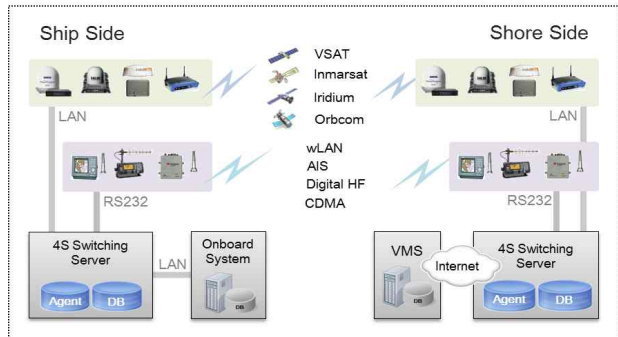 Ship Side
Shore Side
VSAT
Inmarsat
Iridium
Orbcom
LAN
LAN
wLAN
AIS
Digital HF
CDMA
RS232
RS232
4S Switching
Server
Agent
DB
LAN
Onboard
System
DB
VMS
DB
Internet
4S Switching
Server
Agent
DB